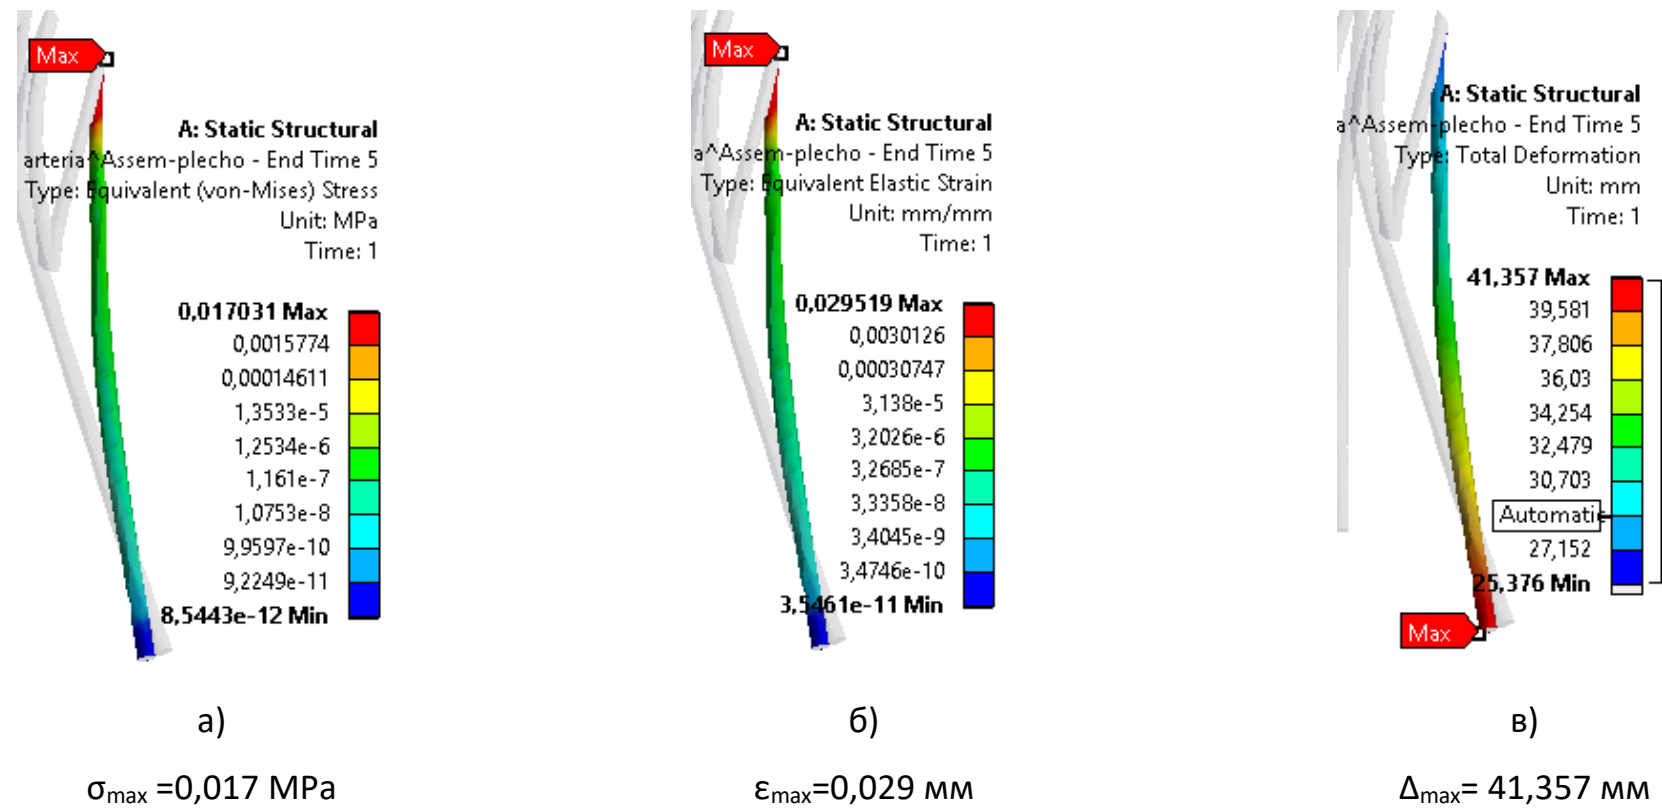 Max
A: Static Structural
arteria^Assem-plecho - End Time 5
Type: Equivalent (von-Mises) Stress
Unit: MPa
Time: 1
0,017031 Max
0,0015774
0,00014611
1,3533e-5
1,2534e-6
1,161e-7
1,0753e-8
9,9597e-10
9,2249e-11
8,5443e-12 Min
а)
σmax =0,017 MPa
Max
A: Static Structural
a^Assem-plecho - End Time 5
Type: Equivalent Elastic Strain
Unit: mm/mm
Time: 1
0,029519 Max
0,0030126
0,00030747
3,138e-5
3,2026e-6
3,2685e-7
3,3358e-8
3,4045e-9
3,4746e-10
3,5461e-11 Min
б)
εmax=0,029 мм
A: Static Structural
a^Assem-plecho - End Time 5
Type: Total Deformation
Unit: mm
Time: 1
41,357 Max
39,581
37,806
36,03
34,254
32,479
30,703
Automati
27,152
25,376 Min
Max
в)
Δmax= 41,357 мм